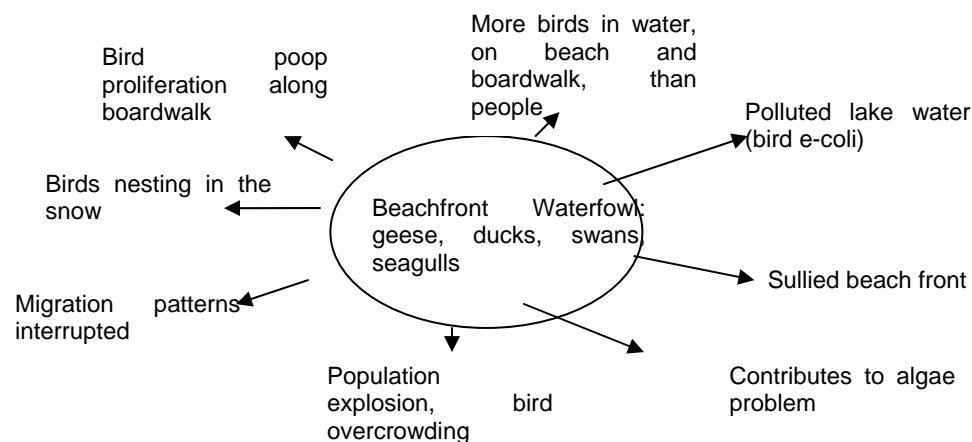 More birds in water,
on beach and
boardwalk, than
people
Bird poop
proliferation along
boardwalk
Polluted lake water
(bird e-coli)
Birds nesting in the
snow
Beachfront Waterfowl:
geese, ducks, swans,
seagulls
Sullied beach front
Migration patterns
interrupted
Population
explosion, bird
overcrowding
Contributes to algae
problem